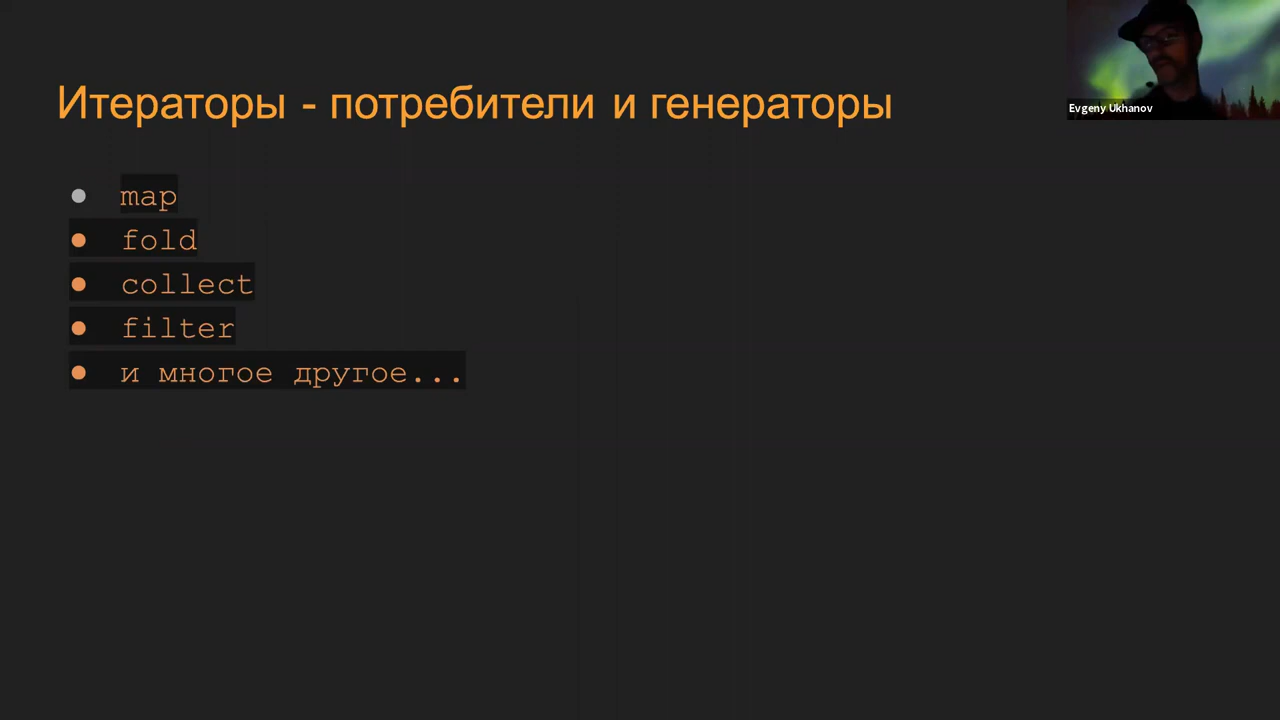 Итераторы - потребители и генераторы
Evgeny Ukhanov
map
fold
collect
filter
и многое другое...